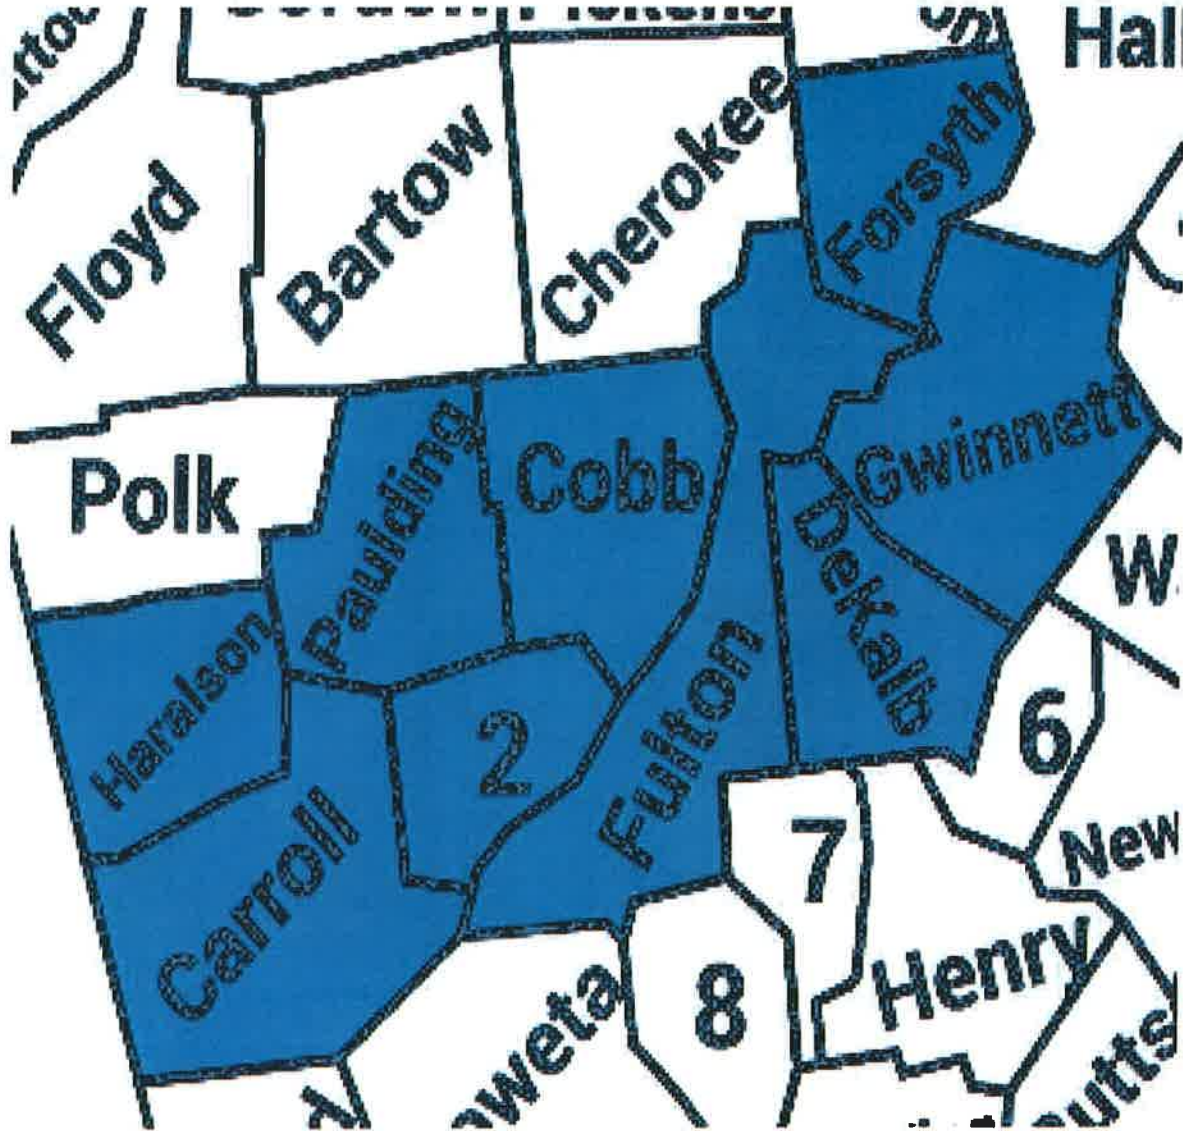 Hall
Forsyth
Cherokee
Bartow
Floyd
Gwinnett
Cobb
Paulding
Polk
DeKalb
Haralson
Fulton
2
6
7
Carroll
New
Henry
8